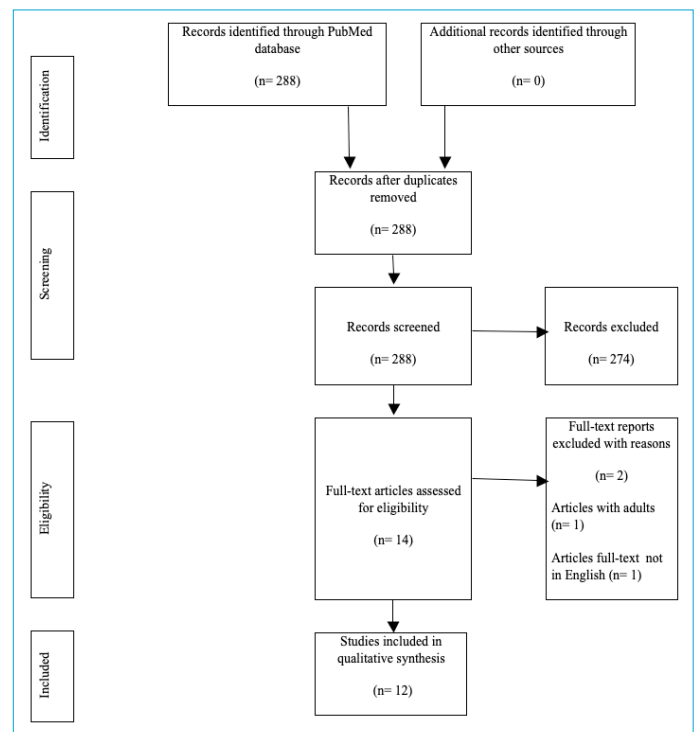 Records identified through PubMed
database
(n= 288)
Additional records identified through
other sources
(n= 0)
Identification
Records after duplicates
removed
(n= 288)
Screening
Records screened
(n= 288)
Records excluded
(n= 274)
Eligibility
Full-text articles assessed
for eligibility
(n= 14)
Full-text reports
excluded with reasons
(n= 2)
Articles with adults
(n= 1)
Articles full-text not
in English (n= 1)
Included
Studies included in
qualitative synthesis
(n= 12)